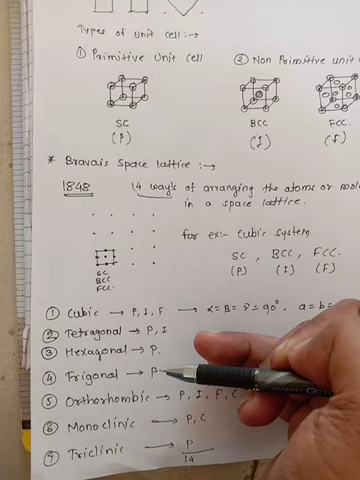 Types of Unit cell :→
① Primitive Unit cell ② Non Primitive unit
SC BCC FCC
(P) (I) (F)
* Bravais Space lattice :→
1848 14 way's of arranging the atoms or
in a space lattice.
for ex:- Cubic System
SC , BCC , FCC.
(P) (I) (F)
SC
BCC
FCC.
① Cubic → P, I, F → α = B = γ = 90°, a = b =
② Tetragonal → P, I
③ Hexagonal → P.
④ Trigonal → P
⑤ Orthorhombic → P, I, F, C
⑥ Monoclinic → P, C
⑦ Triclinic → P
14